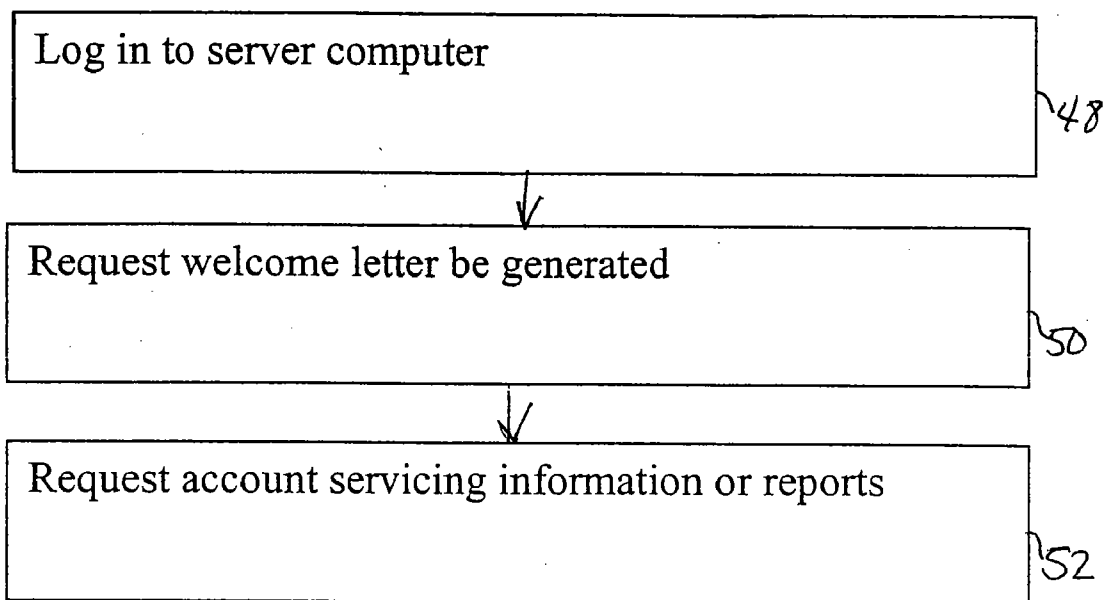 Log in to server computer
48
Request welcome letter be generated
50
Request account servicing information or reports
52